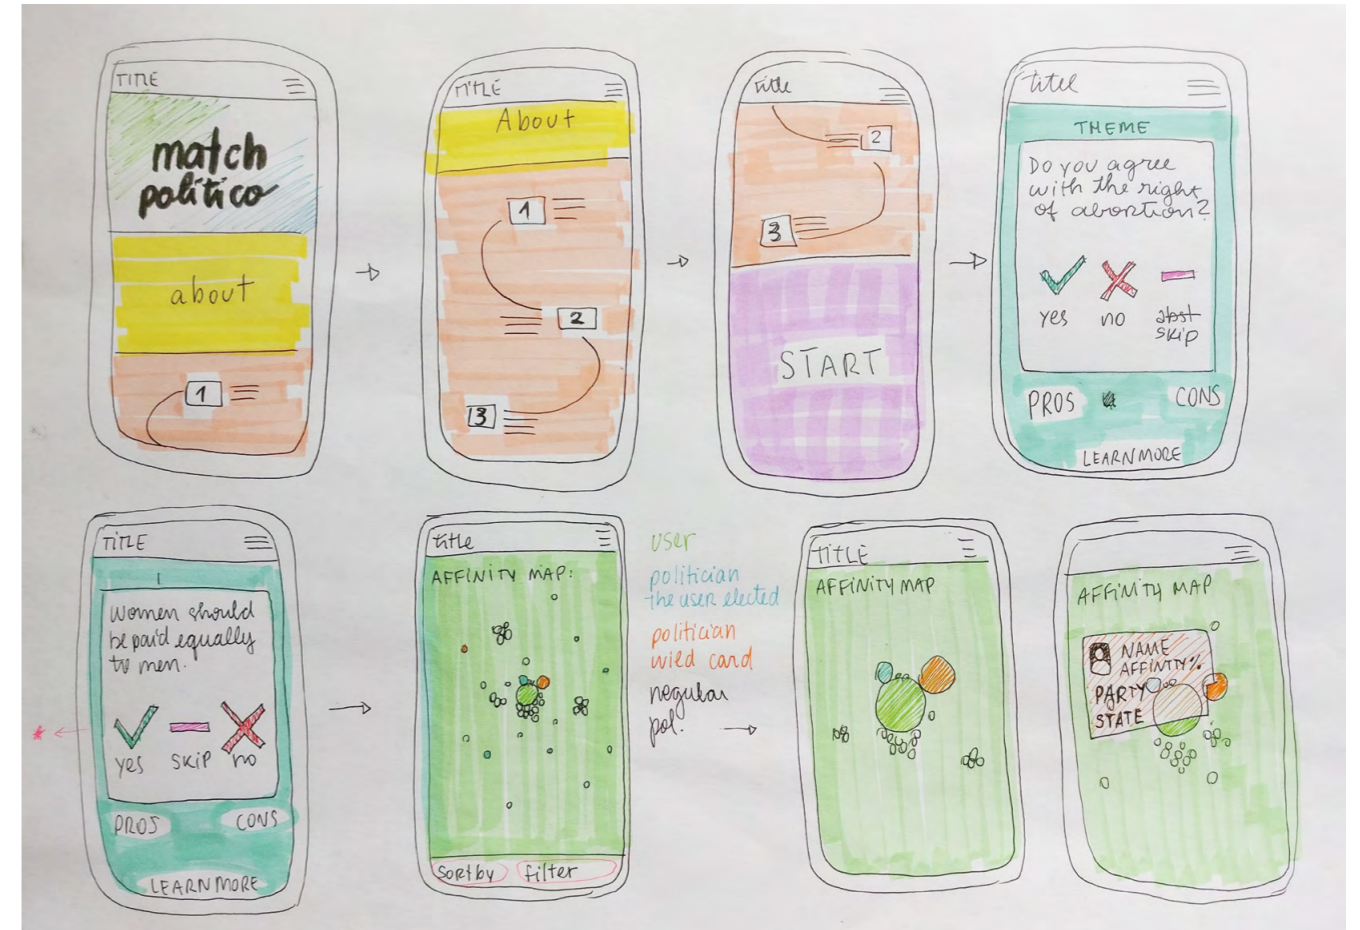 TITLE
match
político
about
1
TITLE
About
1
2
3
Title
2
3
START
Titel
THEME
Do you agree
with the right
of abortion?
yes no abst
skip
PROS CONS
LEARN MORE
TITLE
Women should
be paid equally
to men.
yes skip no
PROS CONS
LEARN MORE
title
AFFINITY MAP:
Sort by filter
user
politician
the user elected
politician
wild card
regular
pol.
TITLE
AFFINITY MAP
AFFINITY MAP
NAME
AFFINITY %
PARTY
STATE